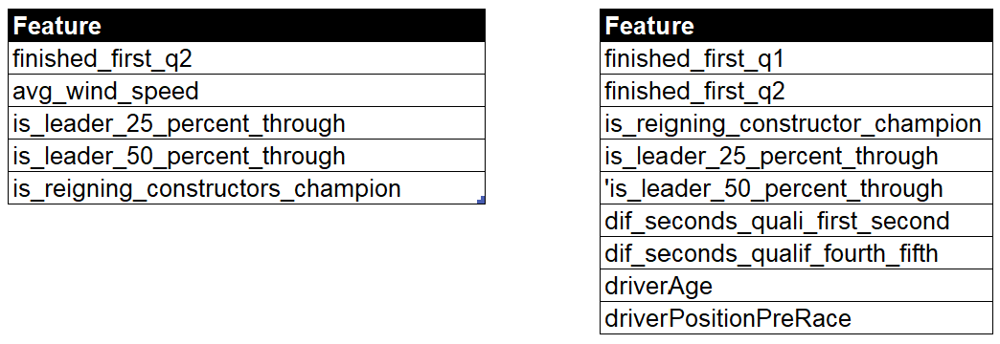 Feature
finished_first_q2
avg_wind_speed
is_leader_25_percent_through
is_leader_50_percent_through
is_reigning_constructors_champion
Feature
finished_first_q1
finished_first_q2
is_reigning_constructor_champion
is_leader_25_percent_through
'is_leader_50_percent_through
dif_seconds_quali_first_second
dif_seconds_qualif_fourth_fifth
driverAge
driverPositionPreRace